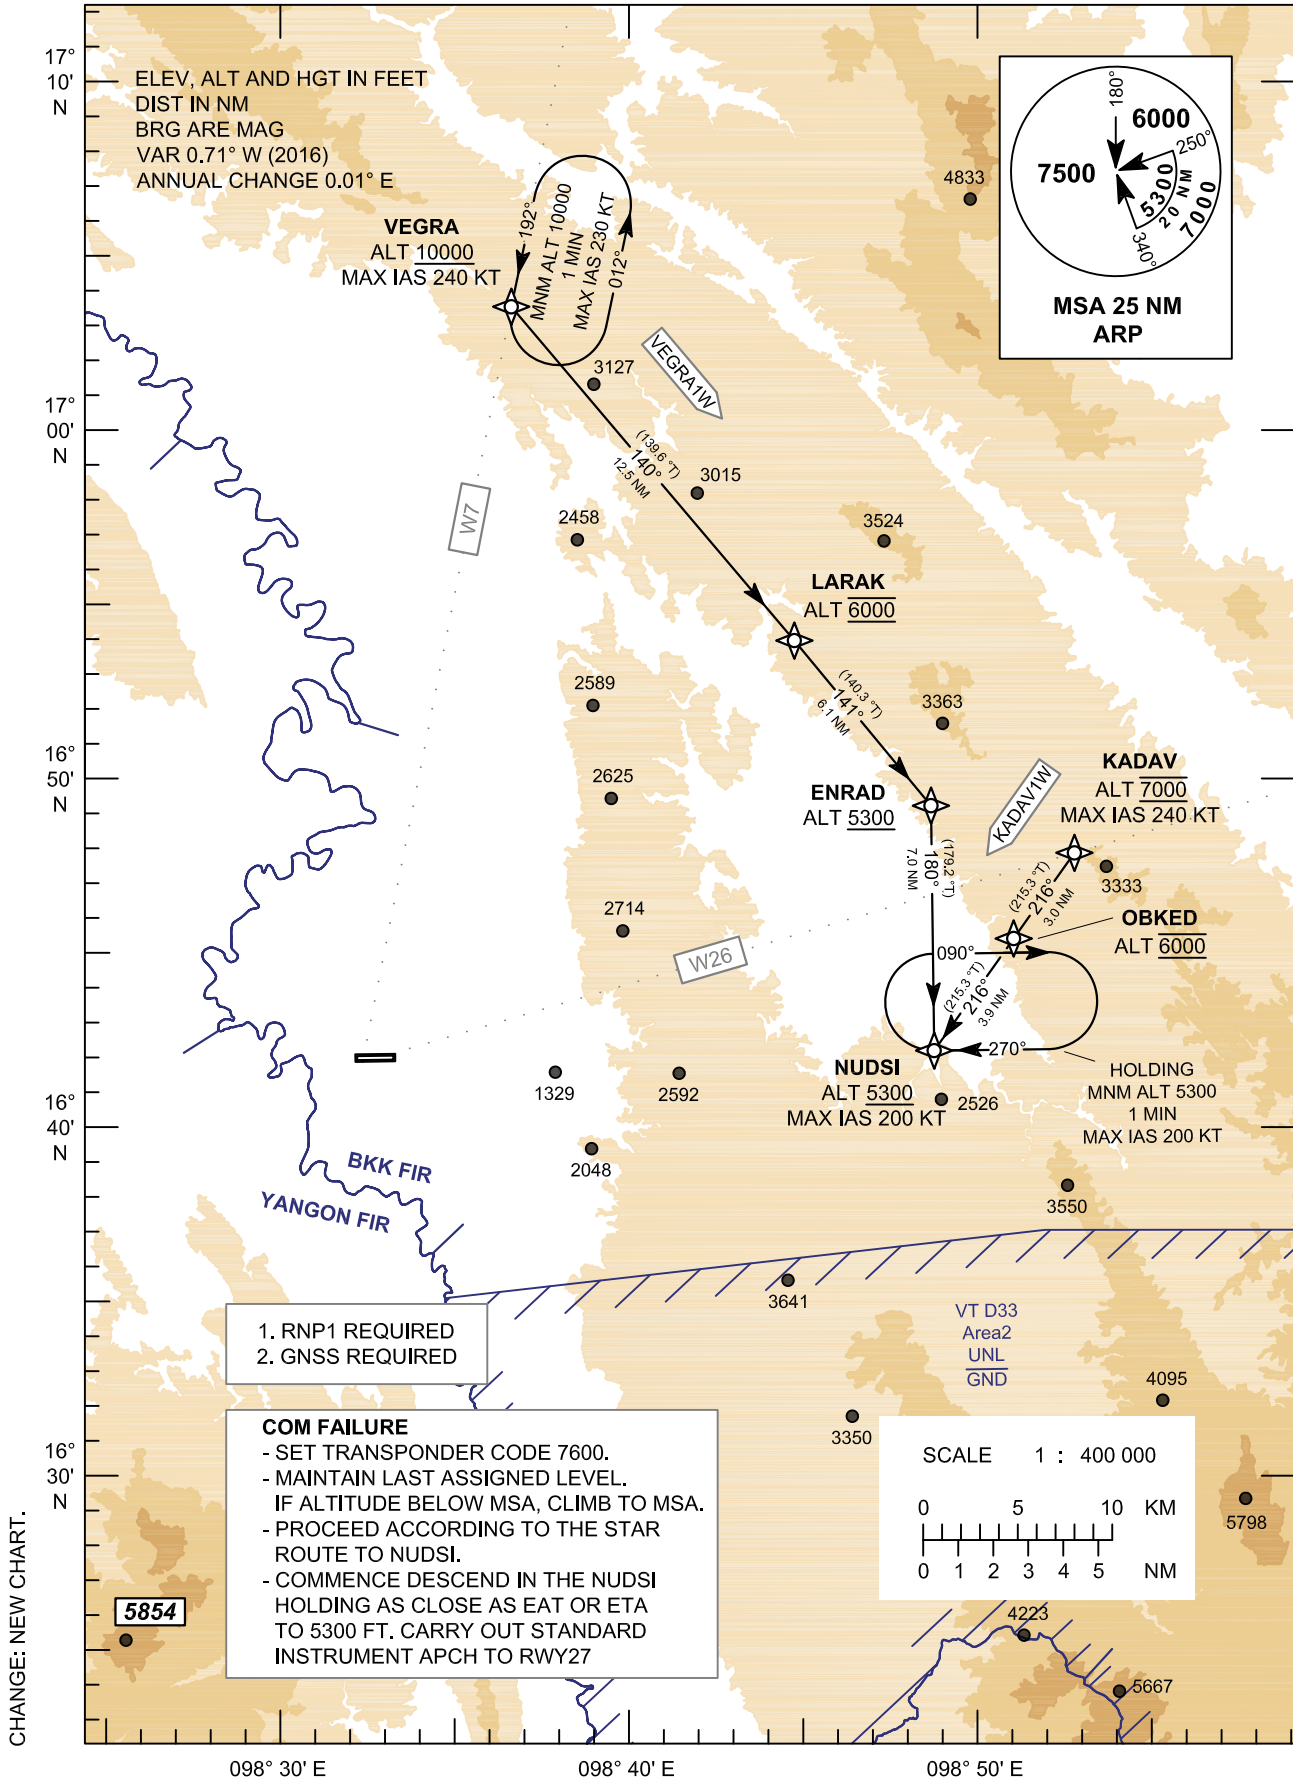 17°
10'
N
ELEV, ALT AND HGT IN FEET
DIST IN NM
BRG ARE MAG
VAR 0.71° W (2016)
ANNUAL CHANGE 0.01° E
180°
6000
250°
7500
5300
20 NM
7000
340°
MSA 25 NM
ARP
4833
VEGRA
ALT 10000
MAX IAS 240 KT
192°
MNM ALT 10000
1 MIN
MAX IAS 230 KT
012°
3127
VEGRA1W
17°
00'
N
(139.6 °T)
140°
12.5 NM
3015
W7
2458
3524
LARAK
ALT 6000
2589
(140.3 °T)
141°
6.1 NM
3363
16°
50'
N
2625
ENRAD
ALT 5300
KADAV1W
KADAV
ALT 7000
MAX IAS 240 KT
(179.2 °T)
180°
7.0 NM
3333
(215.3 °T)
216°
3.0 NM
2714
OBKED
ALT 6000
W26
090°
(215.3 °T)
216°
3.9 NM
270°
NUDSI
ALT 5300
MAX IAS 200 KT
HOLDING
MNM ALT 5300
1 MIN
MAX IAS 200 KT
1329
2592
2526
16°
40'
N
2048
BKK FIR
YANGON FIR
3550
3641
1. RNP1 REQUIRED
2. GNSS REQUIRED
VT D33
Area2
UNL
GND
4095
COM FAILURE
- SET TRANSPONDER CODE 7600.
- MAINTAIN LAST ASSIGNED LEVEL.
IF ALTITUDE BELOW MSA, CLIMB TO MSA.
- PROCEED ACCORDING TO THE STAR
ROUTE TO NUDSI.
- COMMENCE DESCEND IN THE NUDSI
HOLDING AS CLOSE AS EAT OR ETA
TO 5300 FT. CARRY OUT STANDARD
INSTRUMENT APCH TO RWY27
3350
16°
30'
N
SCALE 1 : 400 000
0 5 10 KM
0 1 2 3 4 5 NM
5798
5854
4223
5667
CHANGE: NEW CHART.
098° 30' E
098° 40' E
098° 50' E